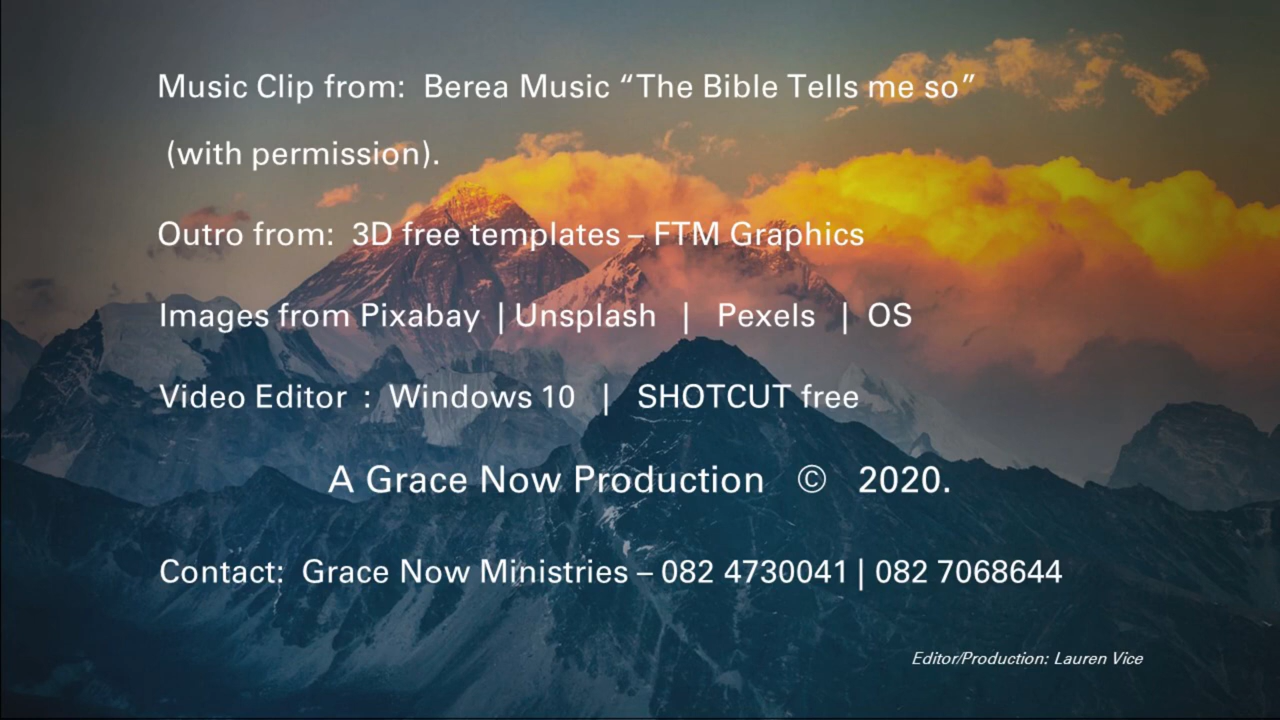 Music Clip from: Berea Music “The Bible Tells me so”
(with permission).
Outro from: 3D free templates – FTM Graphics
Images from Pixabay | Unsplash | Pexels | OS
Video Editor : Windows 10 | SHOTCUT free
A Grace Now Production © 2020.
Contact: Grace Now Ministries – 082 4730041 | 082 7068644
Editor/Production: Lauren Vice